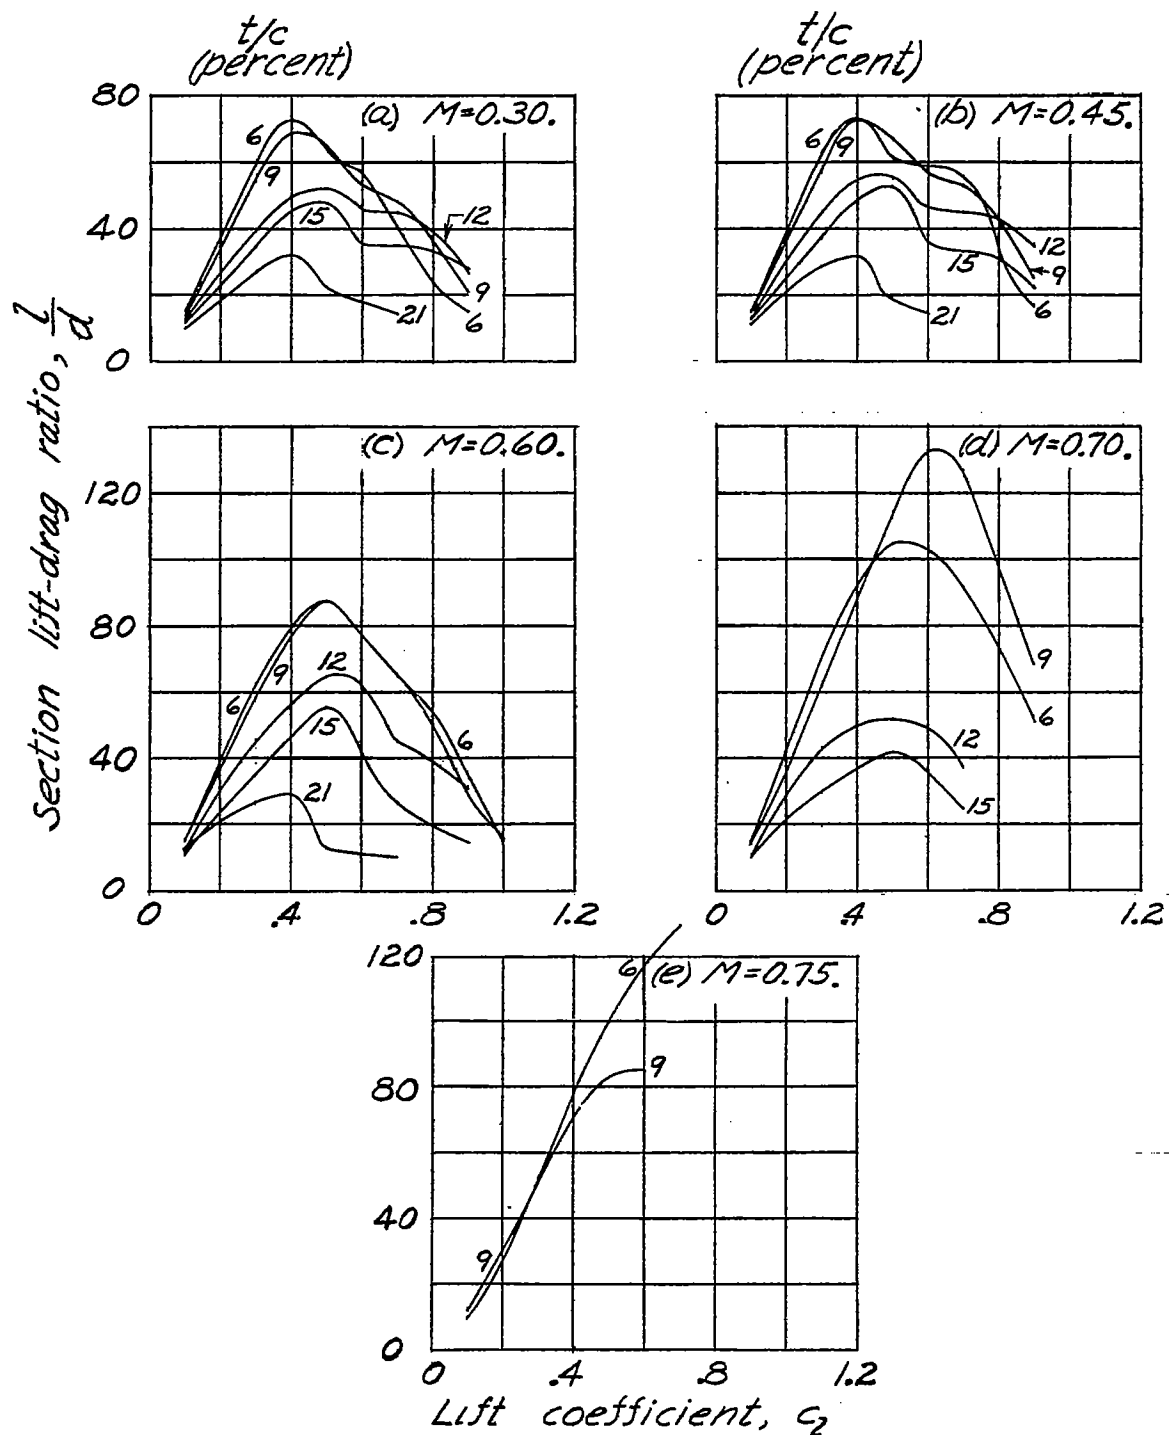 t/c
(percent)
t/c
(percent)
80
40
0
(a) M=0.30.
6
9
15
12
21
9
6
(b) M=0.45.
6
9
12
15
9
6
21
Section lift-drag ratio, l/d
120
80
40
0
(c) M=0.60.
6
9
12
15
21
6
0 .4 .8 1.2
(d) M=0.70.
9
6
12
15
0 .4 .8 1.2
120
80
40
0
(e) M=0.75.
6
9
9
0 .4 .8 1.2
Lift coefficient, cl